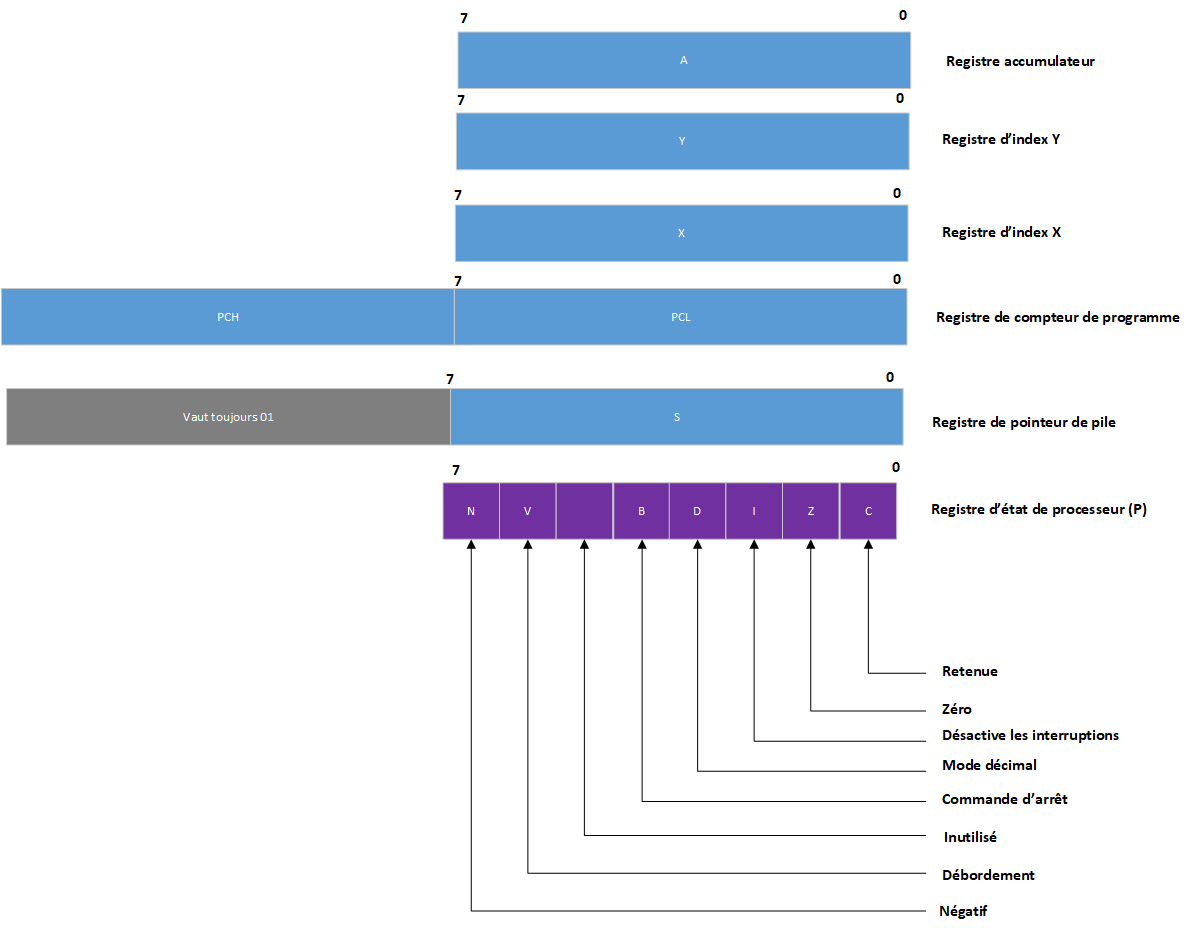 7 0
A Registre accumulateur
7 0
Y Registre d’index Y
7 0
X Registre d’index X
7 0
PCH PCL Registre de compteur de programme
7 0
Vaut toujours 01 S Registre de pointeur de pile
7 0
N V B D I Z C Registre d’état de processeur (P)
Retenue
Zéro
Désactive les interruptions
Mode décimal
Commande d’arrêt
Inutilisé
Débordement
Négatif